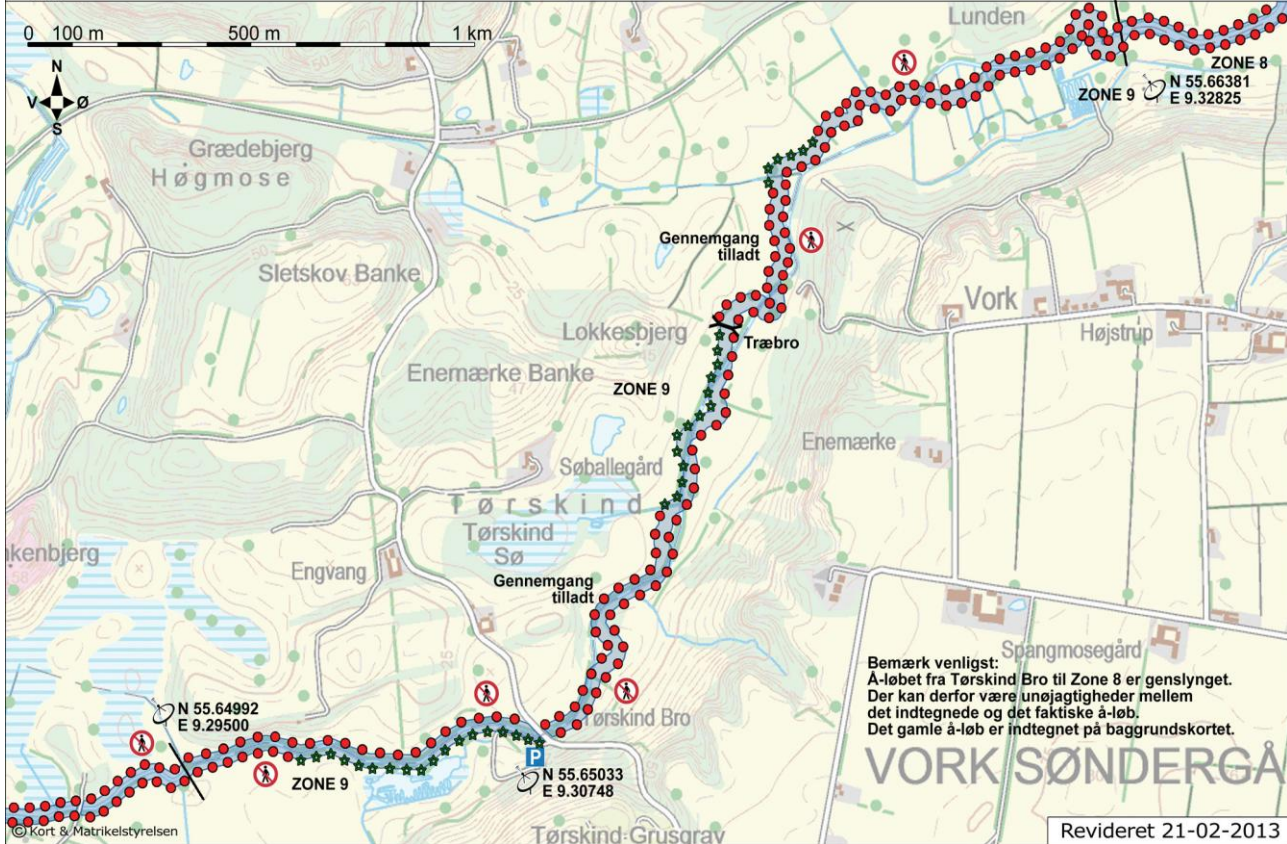 0 100 m 500 m 1 km
Lunden
N
V Ø
S
ZONE 8
ZONE 9
N 55.66381
E 9.32825
Grædebjerg
Høgmose
Gennemgang
tilladt
Sletskov Banke
Vork
Højstrup
Lokkesbjerg
Træbro
Enemærke Banke
ZONE 9
Enemærke
Søballegård
Tørskind
Tørskind
Sø
nkenbjerg
Engvang
Gennemgang
tilladt
Spangmosegård
Bemærk venligst:
Å-løbet fra Tørskind Bro til Zone 8 er genslynget.
Der kan derfor være unøjagtigheder mellem
det indtegnede og det faktiske å-løb.
Det gamle å-løb er indtegnet på baggrundskortet.
N 55.64992
E 9.29500
Tørskind Bro
VORK SØNDERGÅ
P
ZONE 9
N 55.65033
E 9.30748
© Kort & Matrikelstyrelsen
Tørskind Grusgrav
Revideret 21-02-2013